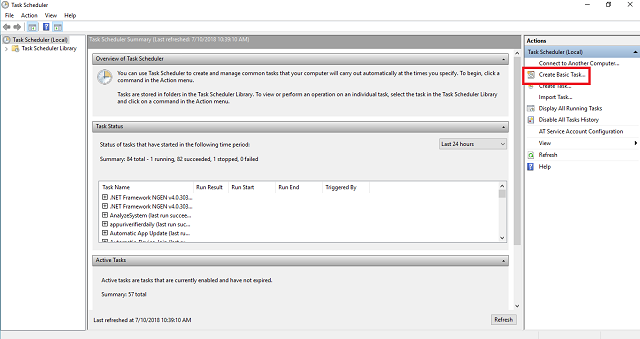 Task Scheduler
File Action View Help
Task Scheduler (Local)
Task Scheduler Library
Task Scheduler Summary (Last refreshed: 7/10/2018 10:39:10 AM)
Overview of Task Scheduler
You can use Task Scheduler to create and manage common tasks that your computer will carry out automatically at the times you specify. To begin, click a
command in the Action menu.
Tasks are stored in folders in the Task Scheduler Library. To view or perform an operation on an individual task, select the task in the Task Scheduler Library
and click on a command in the Action menu.
Task Status
Status of tasks that have started in the following time period:
Last 24 hours
Summary: 84 total - 1 running, 82 succeeded, 1 stopped, 0 failed
Task Name Run Result Run Start Run End Triggered By
.NET Framework NGEN v4.0.303...
.NET Framework NGEN v4.0.303...
AnalyzeSystem (last run succee...
appuriverifierdaily (last run succ...
Automatic App Update (last ru...
Automatic-Device-Join (last ru...
Active Tasks
Active tasks are tasks that are currently enabled and have not expired.
Summary: 57 total
Last refreshed at 7/10/2018 10:39:10 AM
Refresh
Actions
Task Scheduler (Local)
Connect to Another Computer...
Create Basic Task...
Create Task...
Import Task...
Display All Running Tasks
Disable All Tasks History
AT Service Account Configuration
View
Refresh
Help